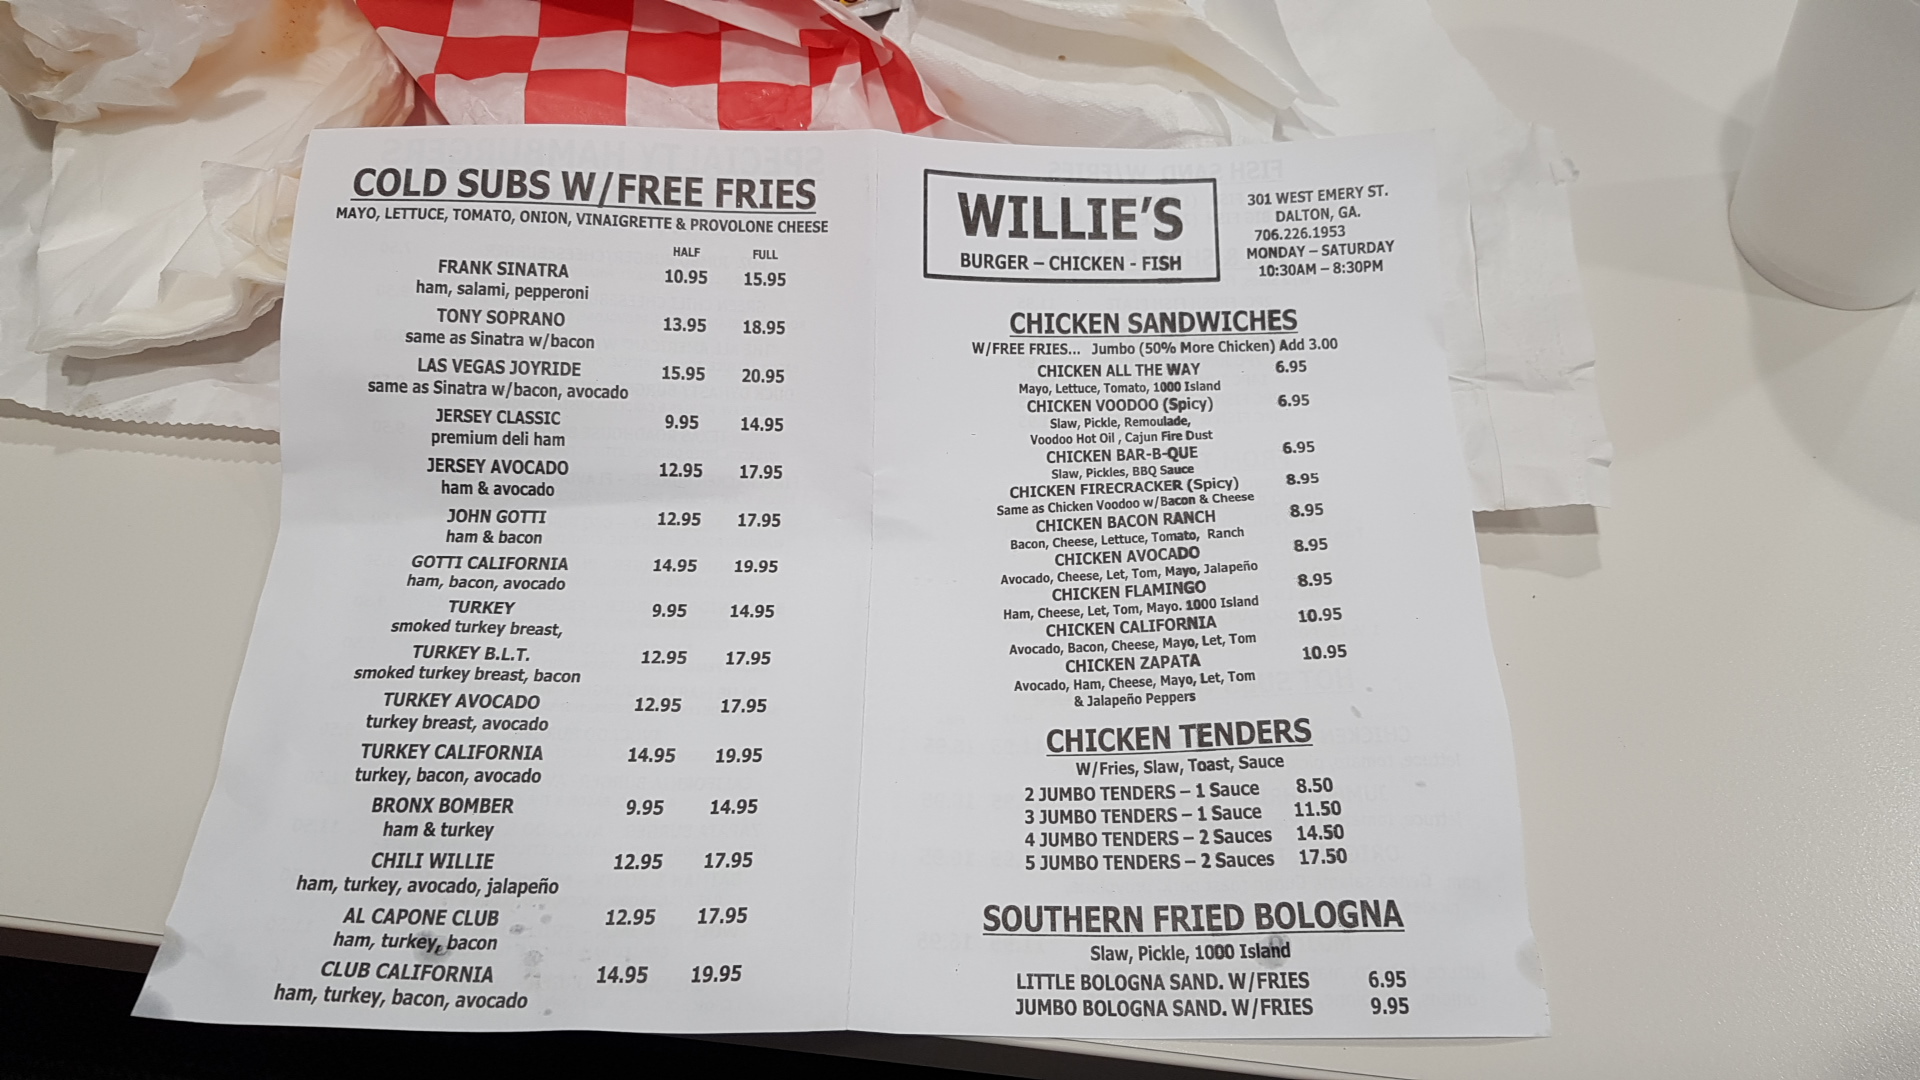 COLD SUBS W/FREE FRIES
MAYO, LETTUCE, TOMATO, ONION, VINAIGRETTE & PROVOLONE CHEESE
HALF FULL
FRANK SINATRA 10.95 15.95
ham, salami, pepperoni
TONY SOPRANO 13.95 18.95
same as Sinatra w/bacon
LAS VEGAS JOYRIDE 15.95 20.95
same as Sinatra w/bacon, avocado
JERSEY CLASSIC 9.95 14.95
premium deli ham
JERSEY AVOCADO 12.95 17.95
ham & avocado
JOHN GOTTI 12.95 17.95
ham & bacon
GOTTI CALIFORNIA 14.95 19.95
ham, bacon, avocado
TURKEY 9.95 14.95
smoked turkey breast,
TURKEY B.L.T. 12.95 17.95
smoked turkey breast, bacon
TURKEY AVOCADO 12.95 17.95
turkey breast, avocado
TURKEY CALIFORNIA 14.95 19.95
turkey, bacon, avocado
BRONX BOMBER 9.95 14.95
ham & turkey
CHILI WILLIE 12.95 17.95
ham, turkey, avocado, jalapeño
AL CAPONE CLUB 12.95 17.95
ham, turkey, bacon
CLUB CALIFORNIA 14.95 19.95
ham, turkey, bacon, avocado
WILLIE'S
BURGER – CHICKEN - FISH
301 WEST EMERY ST.
DALTON, GA.
706.226.1953
MONDAY – SATURDAY
10:30AM – 8:30PM
CHICKEN SANDWICHES
W/FREE FRIES... Jumbo (50% More Chicken) Add 3.00
CHICKEN ALL THE WAY 6.95
Mayo, Lettuce, Tomato, 1000 Island
CHICKEN VOODOO (Spicy) 6.95
Slaw, Pickle, Remoulade,
Voodoo Hot Oil , Cajun Fire Dust
CHICKEN BAR-B-QUE 6.95
Slaw, Pickles, BBQ Sauce
CHICKEN FIRECRACKER (Spicy) 8.95
Same as Chicken Voodoo w/Bacon & Cheese
CHICKEN BACON RANCH 8.95
Bacon, Cheese, Lettuce, Tomato, Ranch
CHICKEN AVOCADO 8.95
Avocado, Cheese, Let, Tom, Mayo, Jalapeño
CHICKEN FLAMINGO 8.95
Ham, Cheese, Let, Tom, Mayo. 1000 Island
CHICKEN CALIFORNIA 10.95
Avocado, Bacon, Cheese, Mayo, Let, Tom
CHICKEN ZAPATA 10.95
Avocado, Ham, Cheese, Mayo, Let, Tom
& Jalapeño Peppers
CHICKEN TENDERS
W/Fries, Slaw, Toast, Sauce
2 JUMBO TENDERS – 1 Sauce 8.50
3 JUMBO TENDERS – 1 Sauce 11.50
4 JUMBO TENDERS – 2 Sauces 14.50
5 JUMBO TENDERS – 2 Sauces 17.50
SOUTHERN FRIED BOLOGNA
Slaw, Pickle, 1000 Island
LITTLE BOLOGNA SAND. W/FRIES 6.95
JUMBO BOLOGNA SAND. W/FRIES 9.95